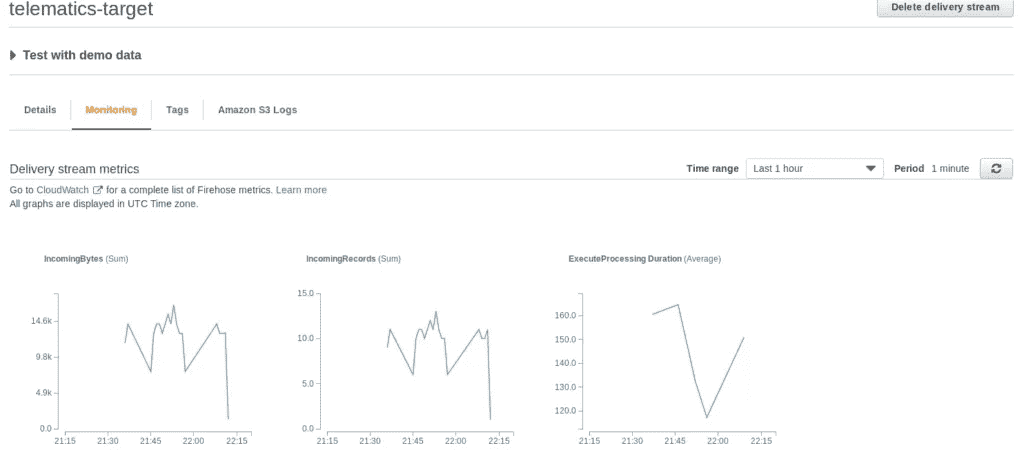 telematics-target
Delete delivery stream
Test with demo data
Details Monitoring Tags Amazon S3 Logs
Delivery stream metrics
Time range Last 1 hour Period 1 minute
Go to CloudWatch for a complete list of Firehose metrics. Learn more
All graphs are displayed in UTC Time zone.
IncomingBytes (Sum)
14.6k
9.8k
4.9k
0.0
21:15 21:30 21:45 22:00 22:15
IncomingRecords (Sum)
15.0
10.0
5.0
0.0
21:15 21:30 21:45 22:00 22:15
ExecuteProcessing Duration (Average)
160.0
150.0
140.0
130.0
120.0
21:15 21:30 21:45 22:00 22:15